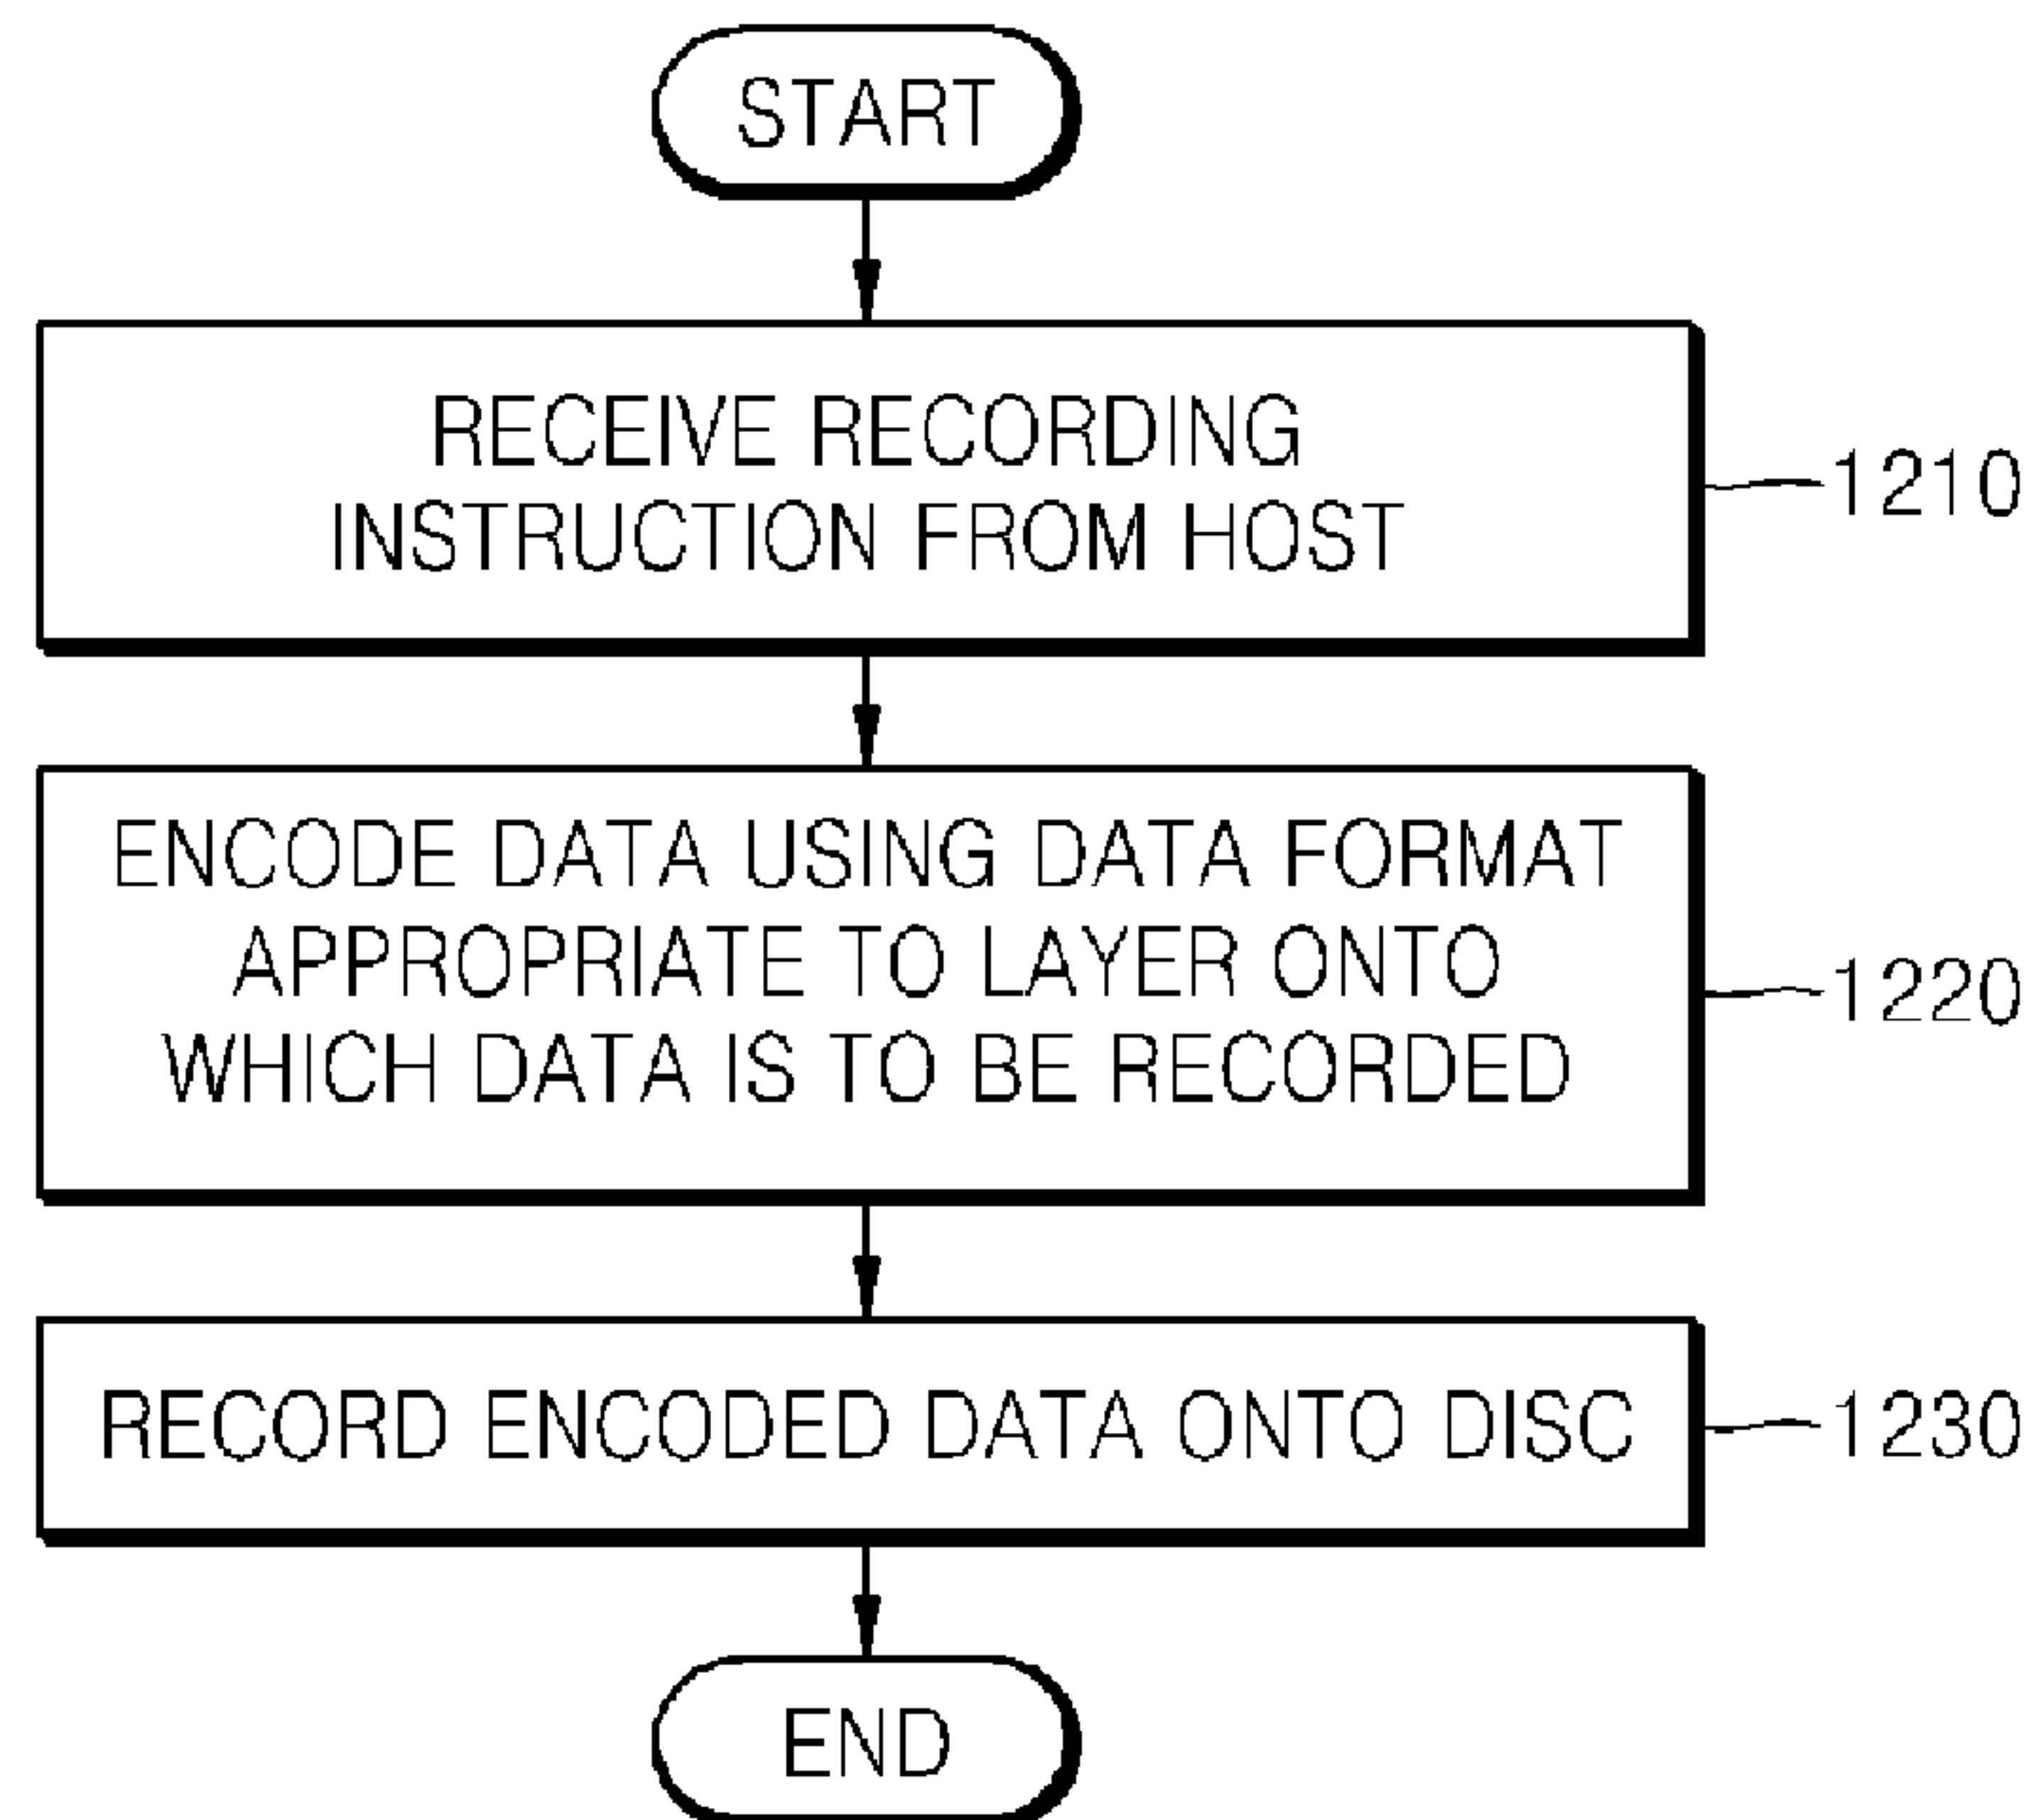 START
RECEIVE RECORDING
INSTRUCTION FROM HOST
1210
ENCODE DATA USING DATA FORMAT
APPROPRIATE TO LAYER ONTO
WHICH DATA IS TO BE RECORDED
1220
RECORD ENCODED DATA ONTO DISC
1230
END